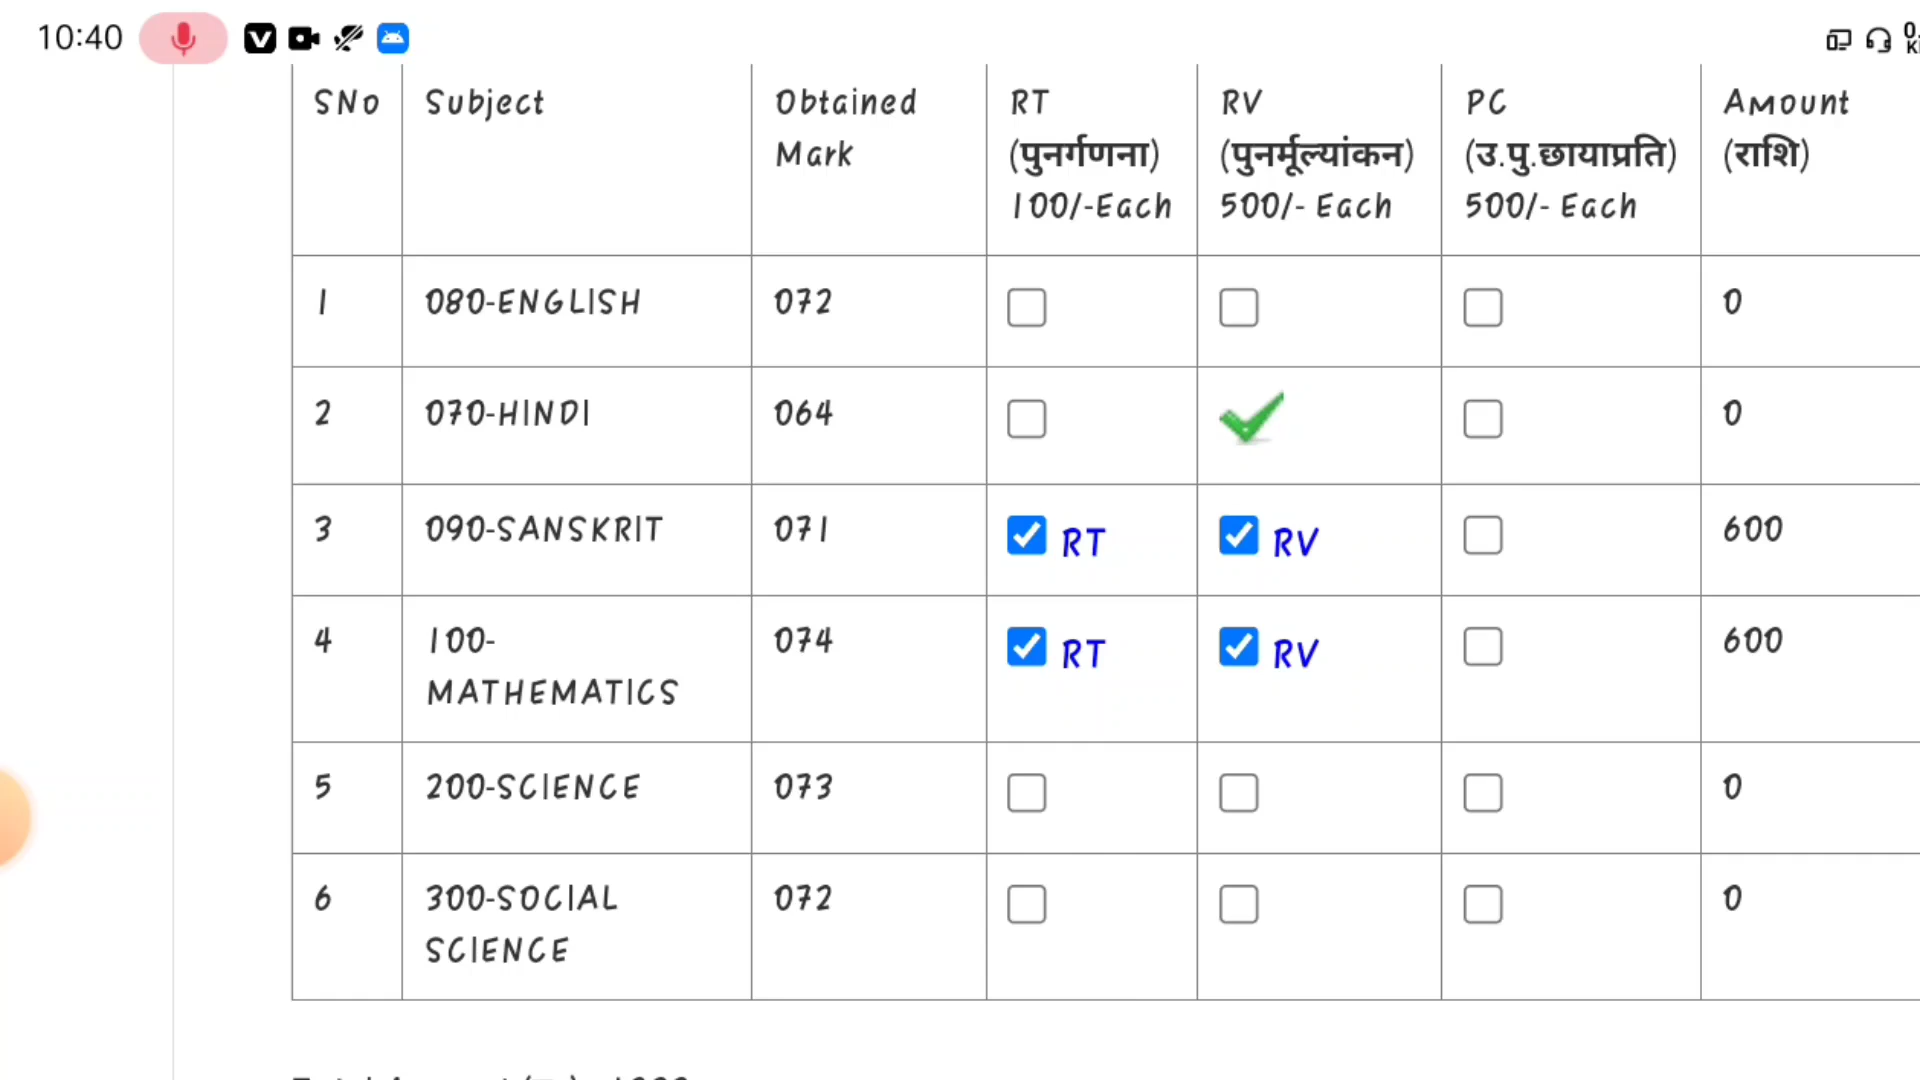 10:40
SNo Subject Obtained Mark RT (पुनर्गणना) 100/-Each RV (पुनर्मूल्यांकन) 500/- Each PC (उ.पु.छायाप्रति) 500/- Each Amount (राशि)
1 080-ENGLISH 072 0
2 070-HINDI 064 0
3 090-SANSKRIT 071 RT RV 600
4 100-MATHEMATICS 074 RT RV 600
5 200-SCIENCE 073 0
6 300-SOCIAL SCIENCE 072 0